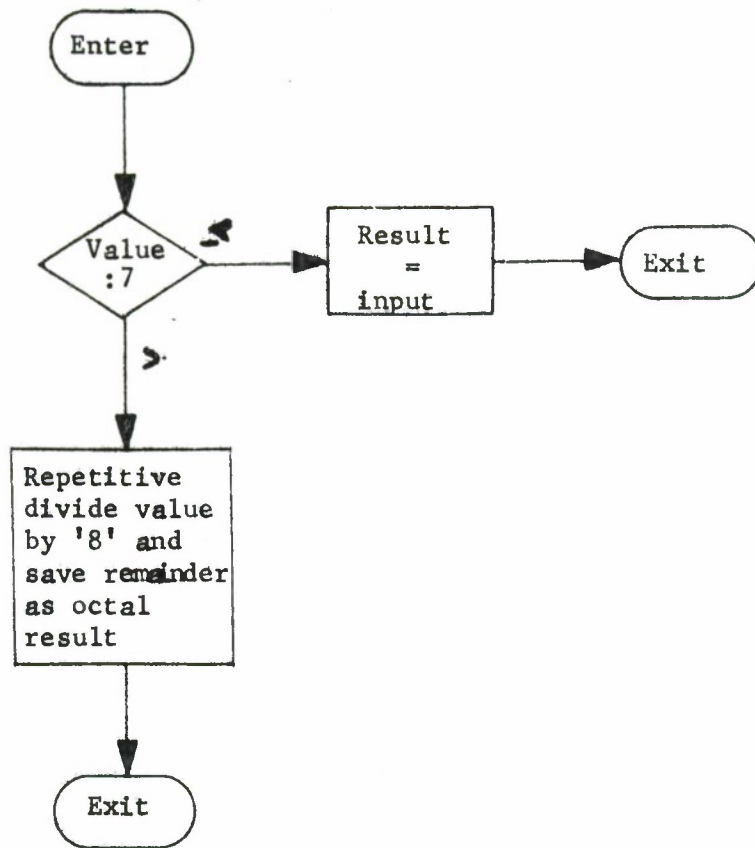 Enter
Value
:7
Result
=
input
Exit
>
Repetitive
divide value
by '8' and
save remainder
as octal
result
Exit